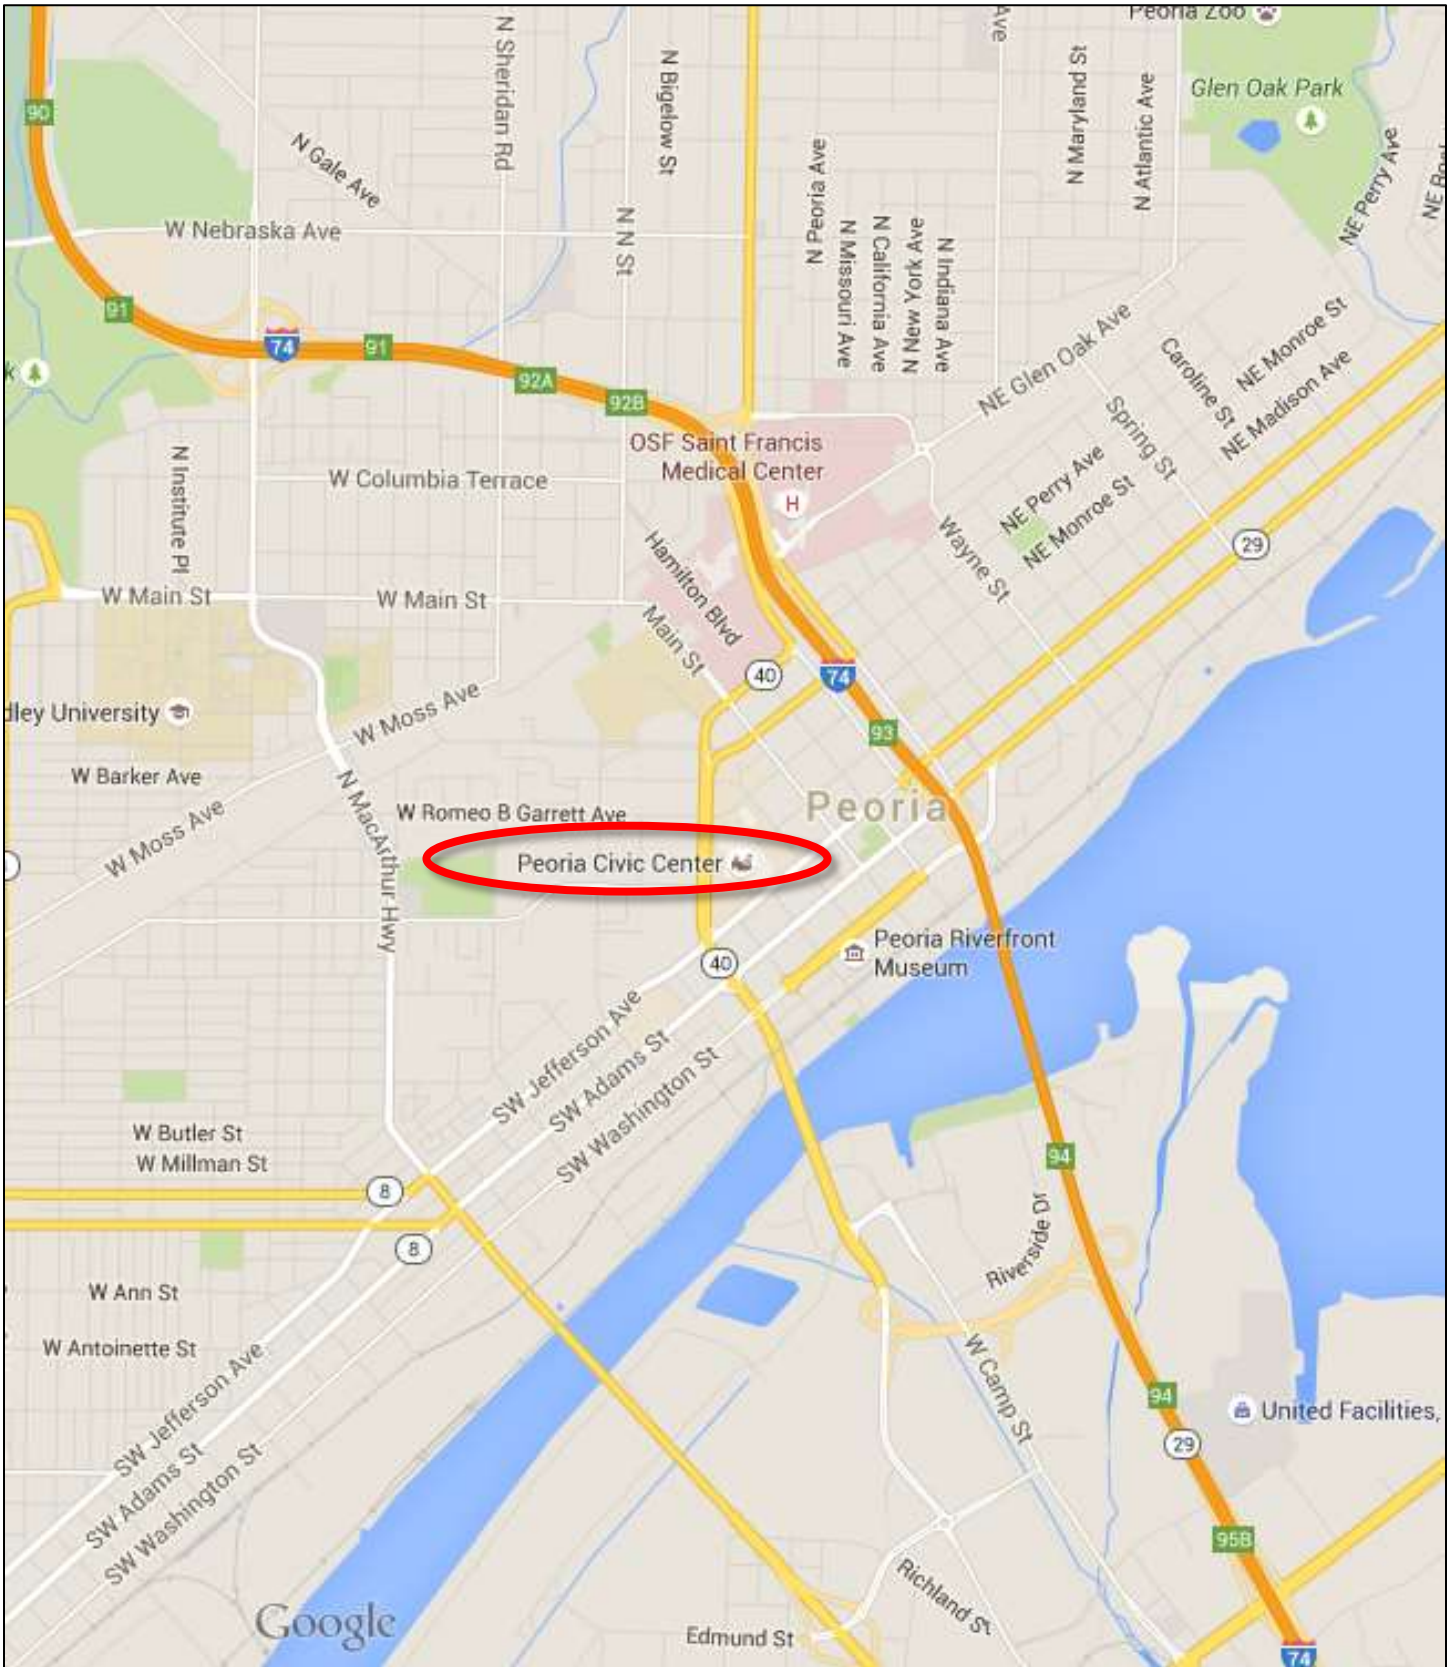 Peoria Zoo
Ave
N Sheridan Rd
N Bigelow St
N Maryland St
N Atlantic Ave
Glen Oak Park
90
N Gale Ave
N Peoria Ave
NE Perry Ave
W Nebraska Ave
N N St
N Missouri Ave
N California Ave
N New York Ave
N Indiana Ave
91
74
91
92A
92B
NE Glen Oak Ave
Caroline St
NE Monroe St
NE Madison Ave
Spring St
OSF Saint Francis
Medical Center
H
N Institute Pl
W Columbia Terrace
NE Perry Ave
NE Monroe St
Wayne St
29
Hamilton Blvd
W Main St
W Main St
Main St
40
74
dley University
W Moss Ave
93
W Barker Ave
N MacArthur Hwy
W Romeo B Garrett Ave
Peoria
W Moss Ave
Peoria Civic Center
Peoria Riverfront
Museum
40
SW Jefferson Ave
SW Adams St
SW Washington St
W Butler St
W Millman St
94
8
8
Riverside Dr
W Ann St
W Antoinette St
W Camp St
SW Jefferson Ave
SW Adams St
SW Washington St
94
United Facilities,
29
95B
Richland St
Google
Edmund St
74